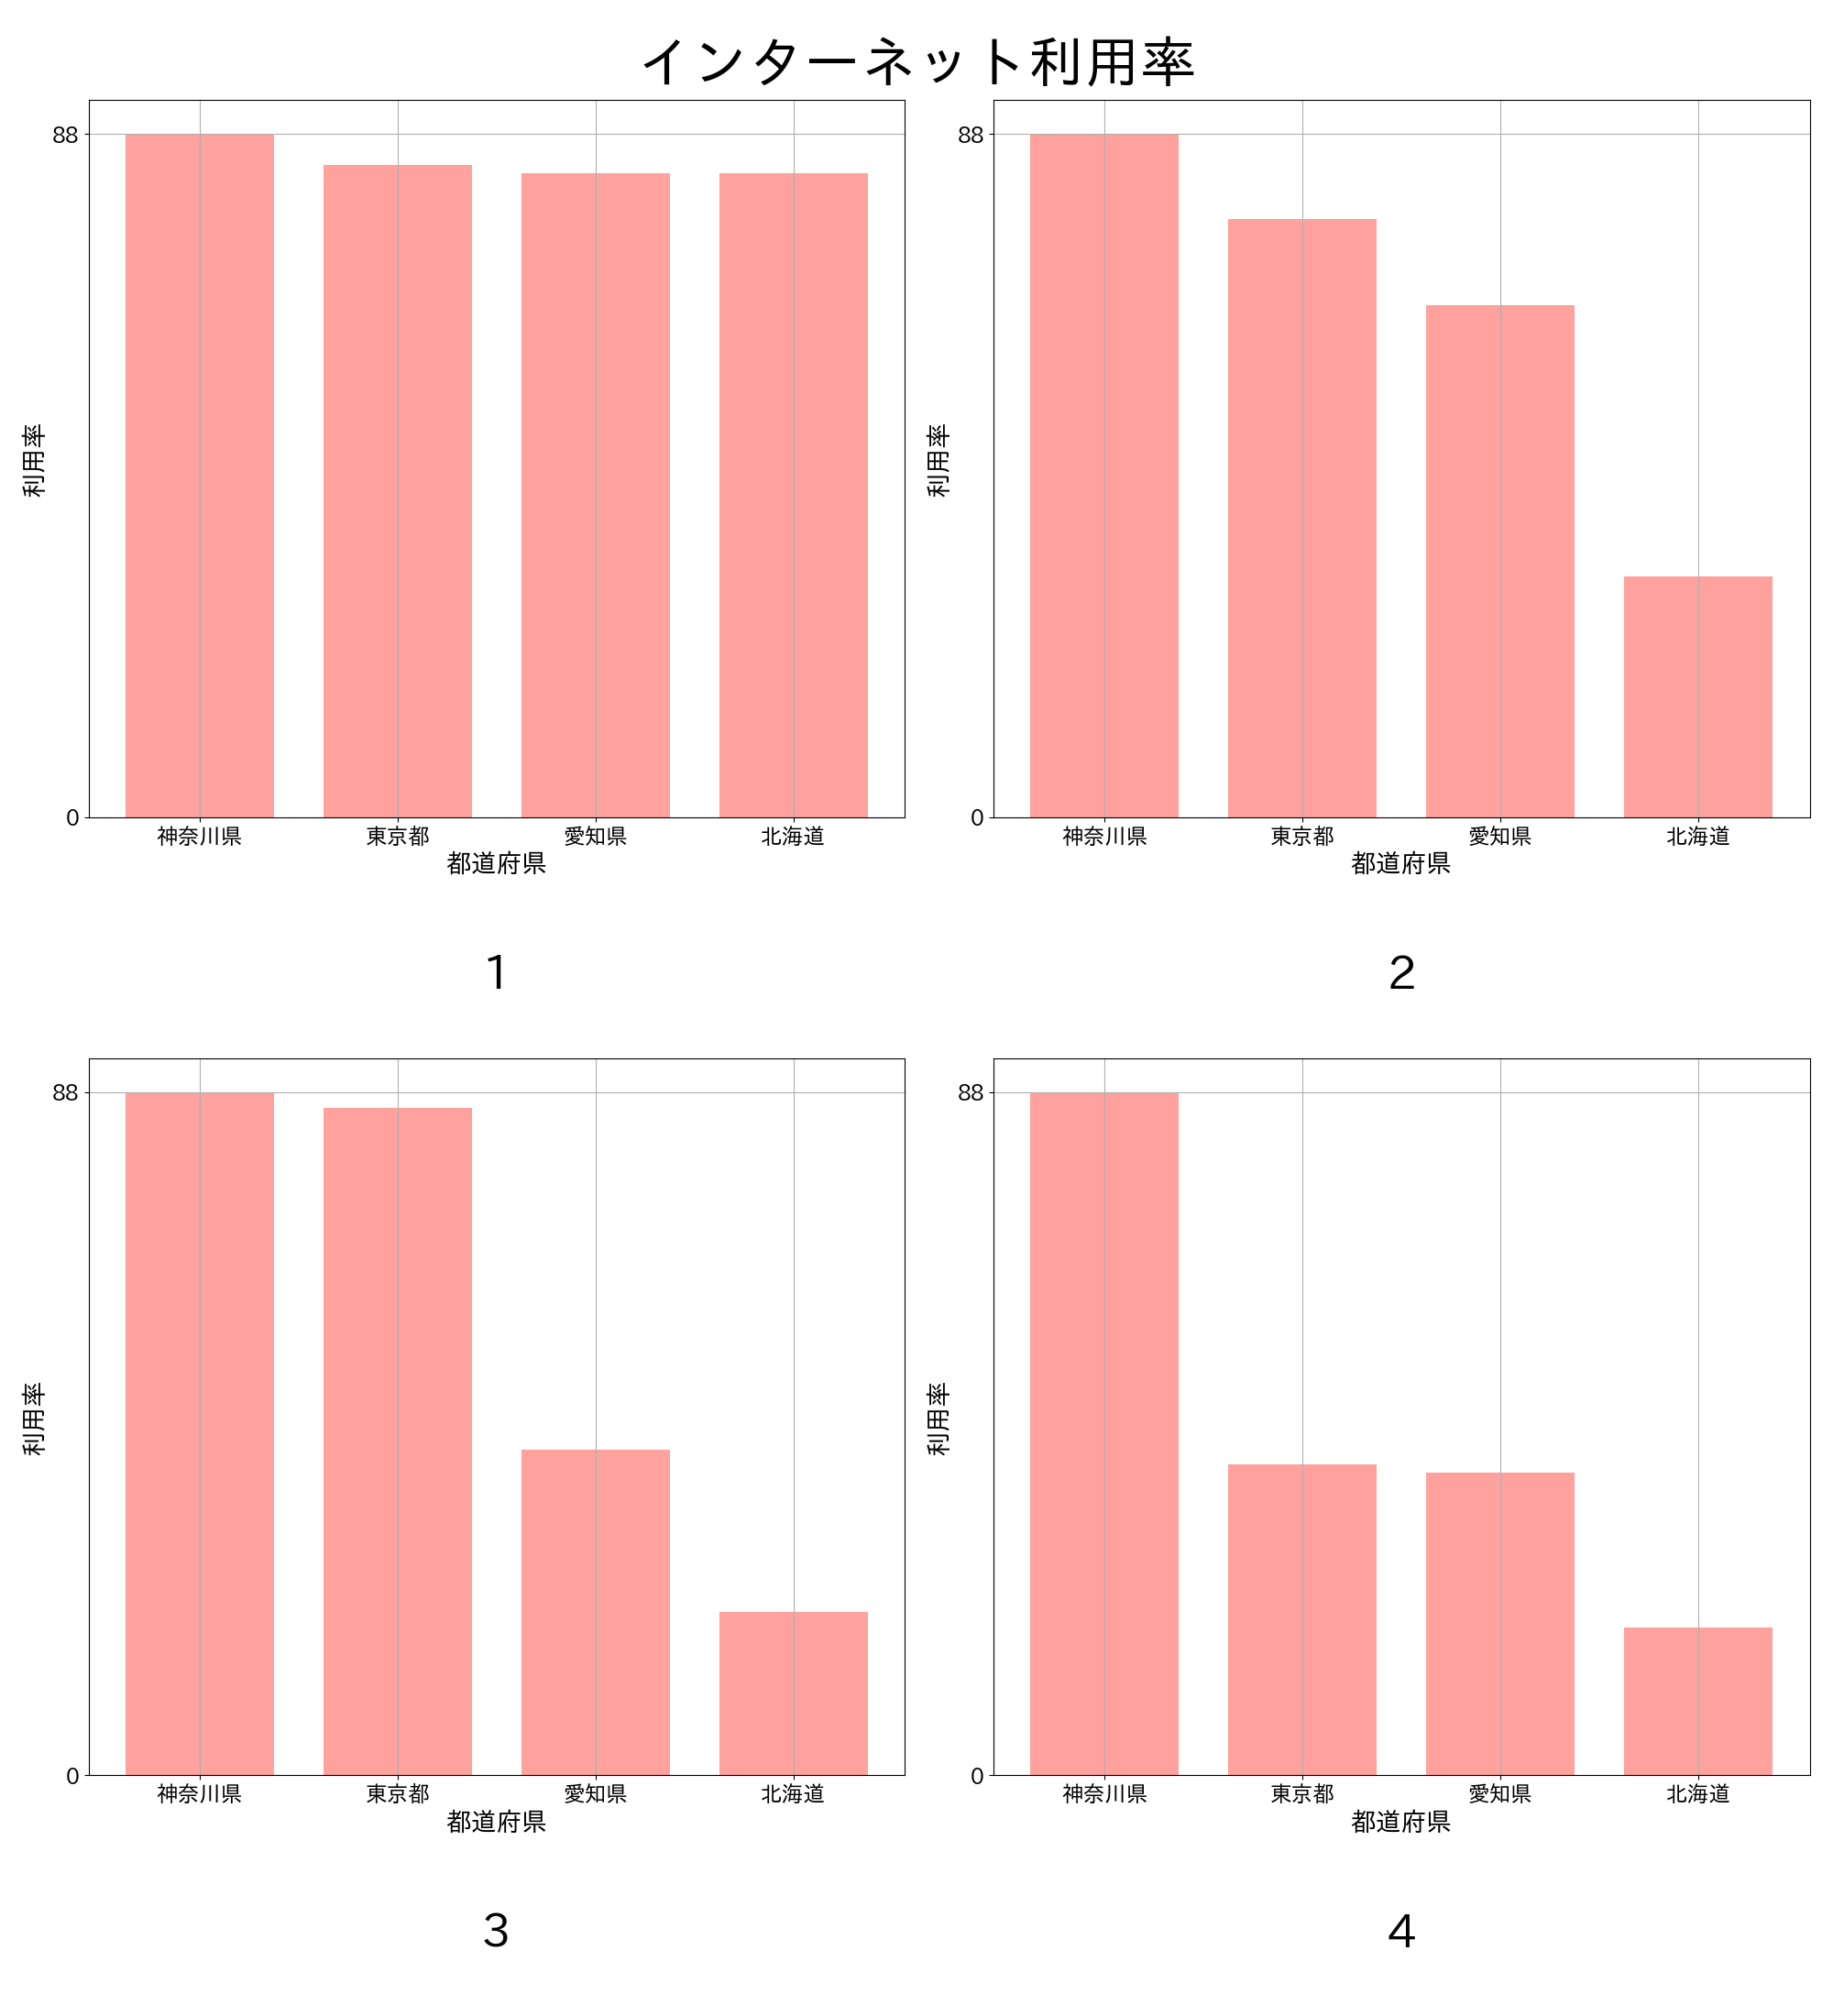 インターネット利用率
88
0
利用率
神奈川県 東京都 愛知県 北海道
都道府県
1
88
0
利用率
神奈川県 東京都 愛知県 北海道
都道府県
2
88
0
利用率
神奈川県 東京都 愛知県 北海道
都道府県
3
88
0
利用率
神奈川県 東京都 愛知県 北海道
都道府県
4